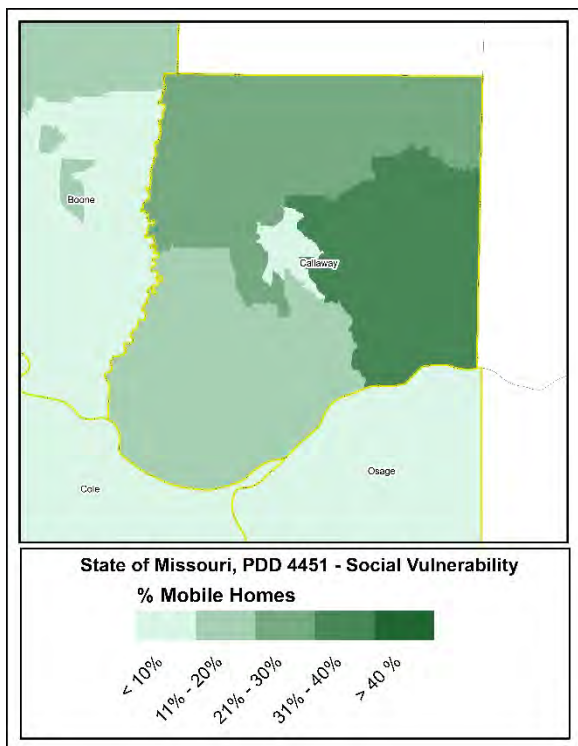 Boone
Callaway
Cole
Osage
State of Missouri, PDD 4451 - Social Vulnerability
% Mobile Homes
< 10%
11% - 20%
21% - 30%
31% - 40%
> 40 %